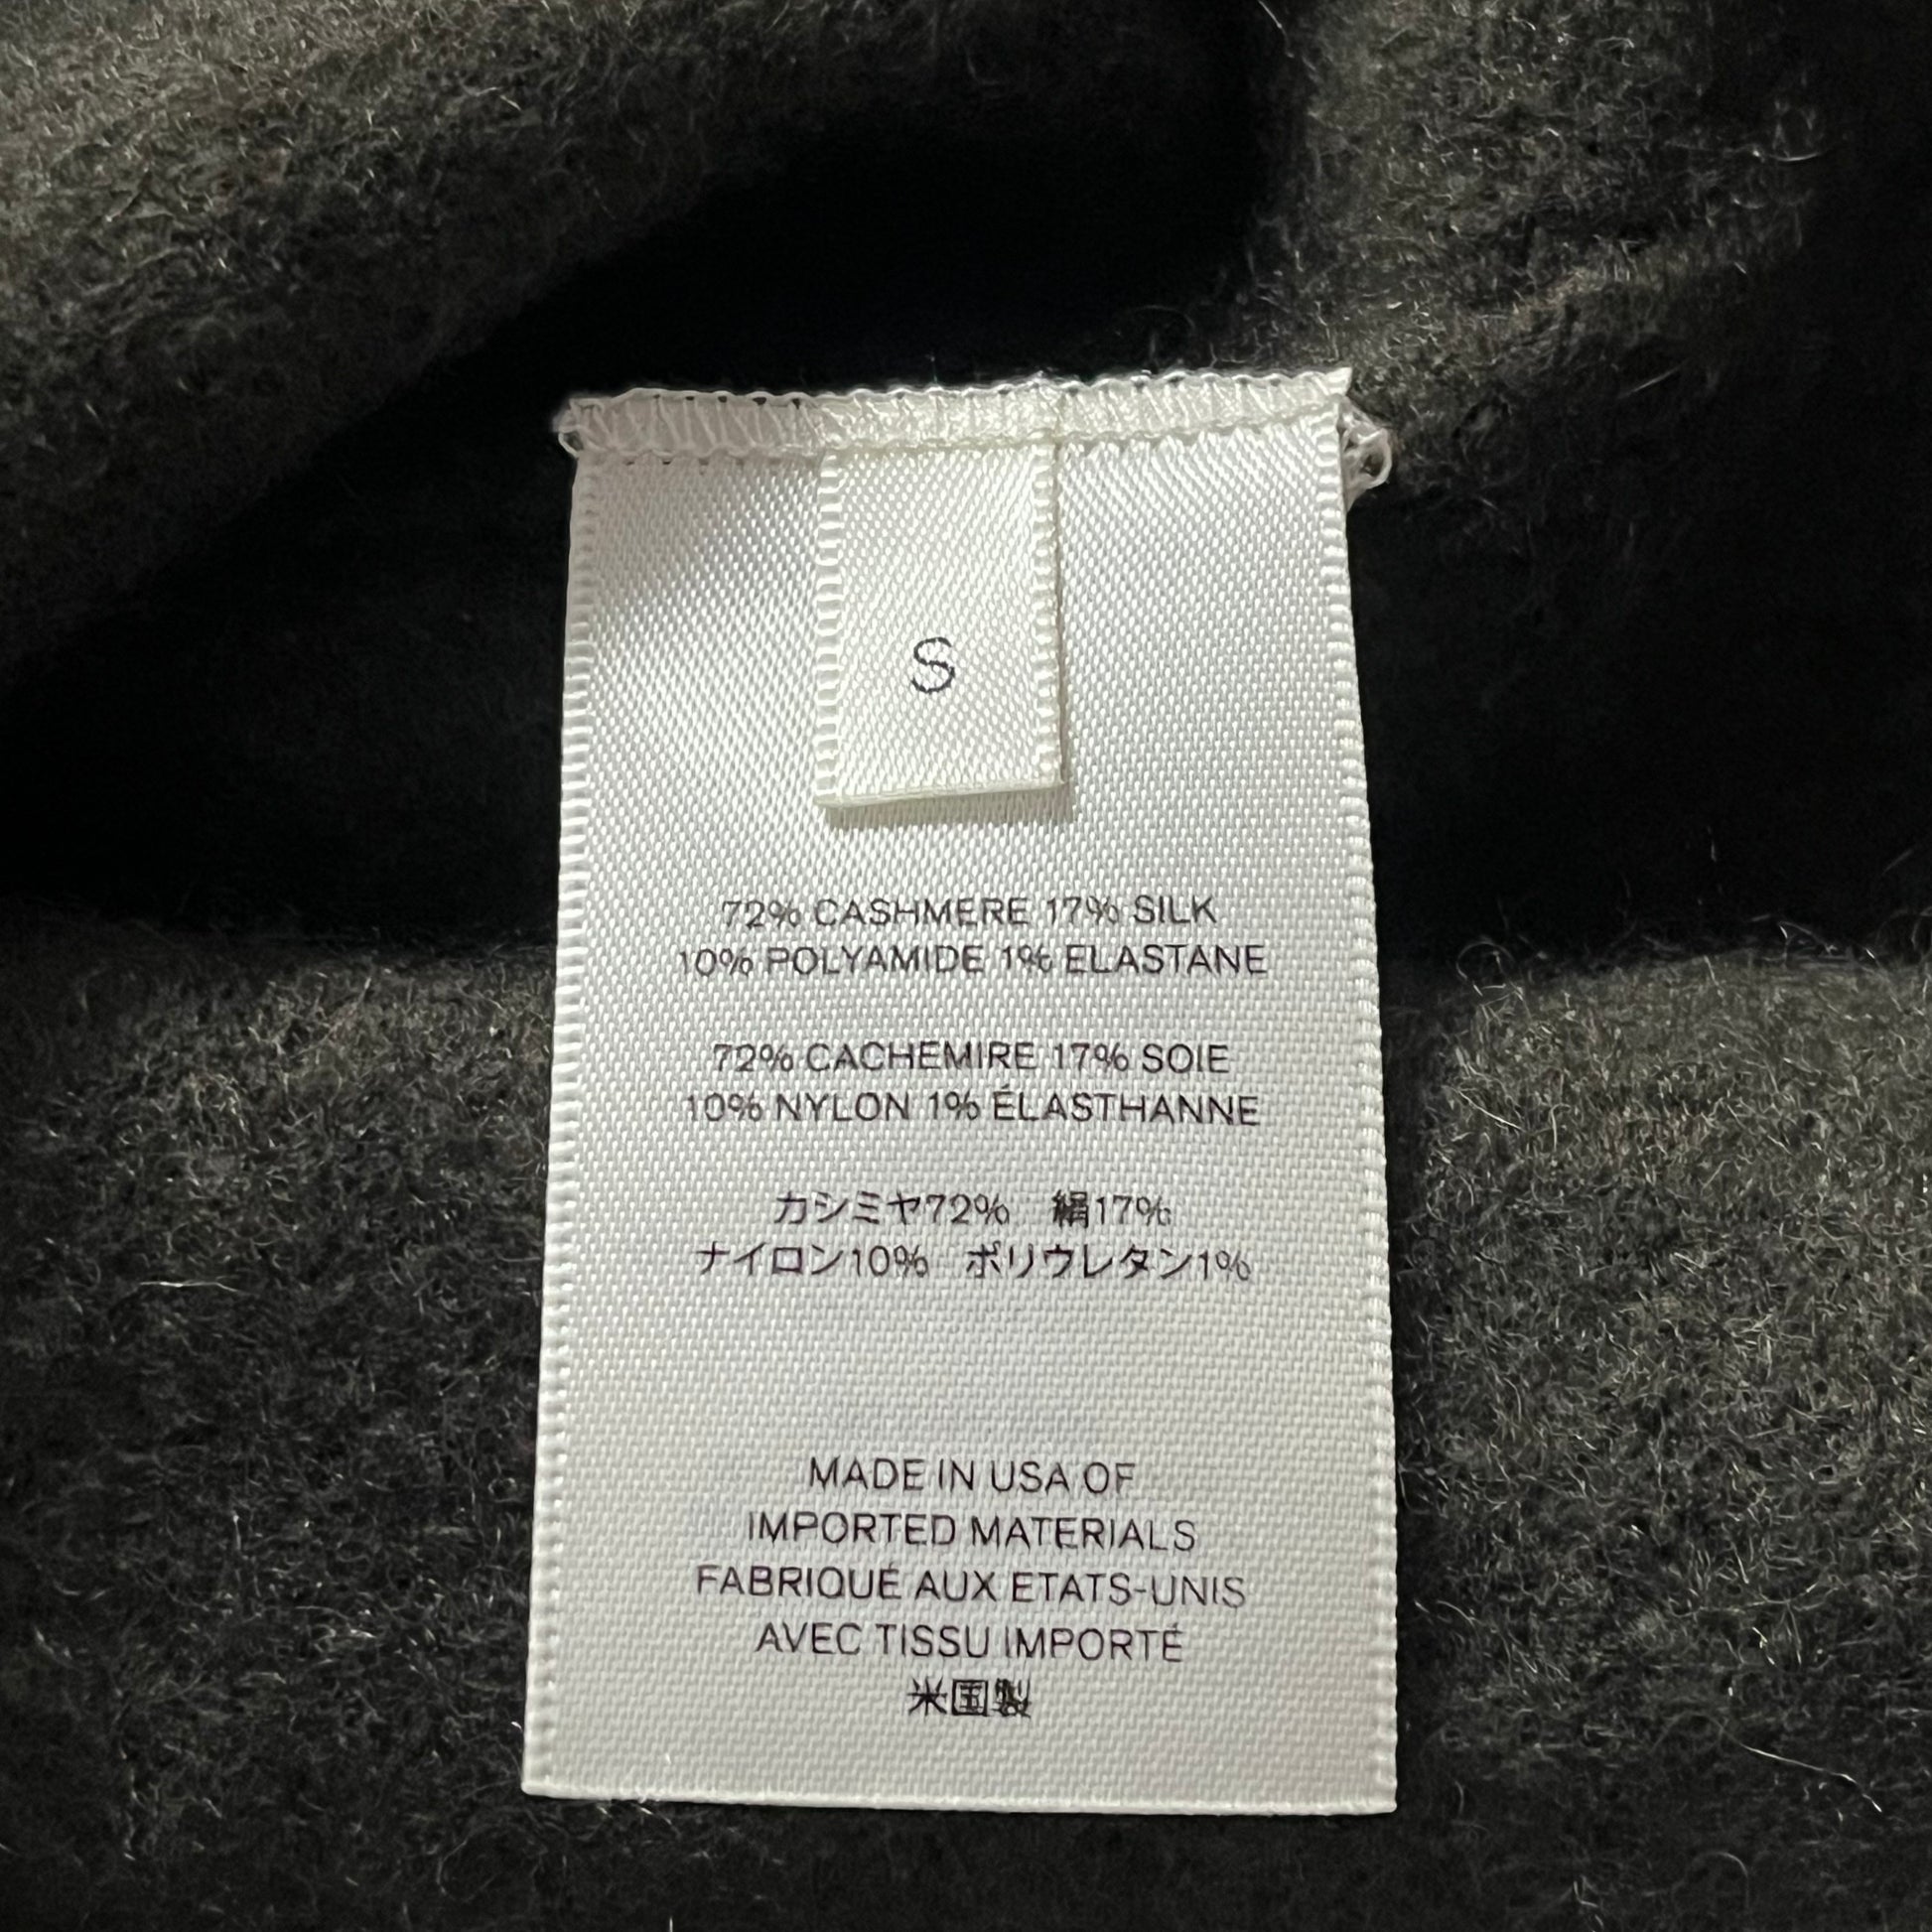 S
72% CASHMERE 17% SILK
10% POLYAMIDE 1% ELASTANE
72% CACHEMIRE 17% SOIE
10% NYLON 1% ÉLASTHANNE
カシミヤ72%　絹17%
ナイロン10%　ポリウレタン1%
MADE IN USA OF
IMPORTED MATERIALS
FABRIQUÉ AUX ETATS-UNIS
AVEC TISSU IMPORTÉ
米国製